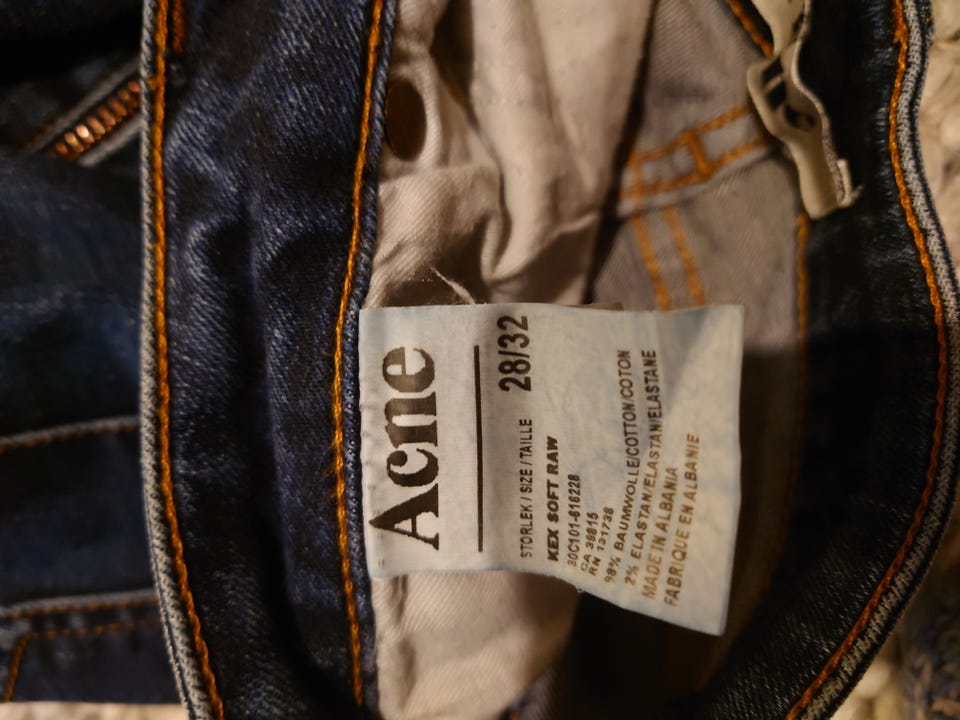 Acne
STORLEK / SIZE / TAILLE 28/32
KEX SOFT RAW
30C101-616228
CA 39815
RN 131738
98% BAUMWOLLE/COTTON/COTON
2% ELASTAN/ELASTAN/ELASTANE
MADE IN ALBANIA
FABRIQUE EN ALBANIE